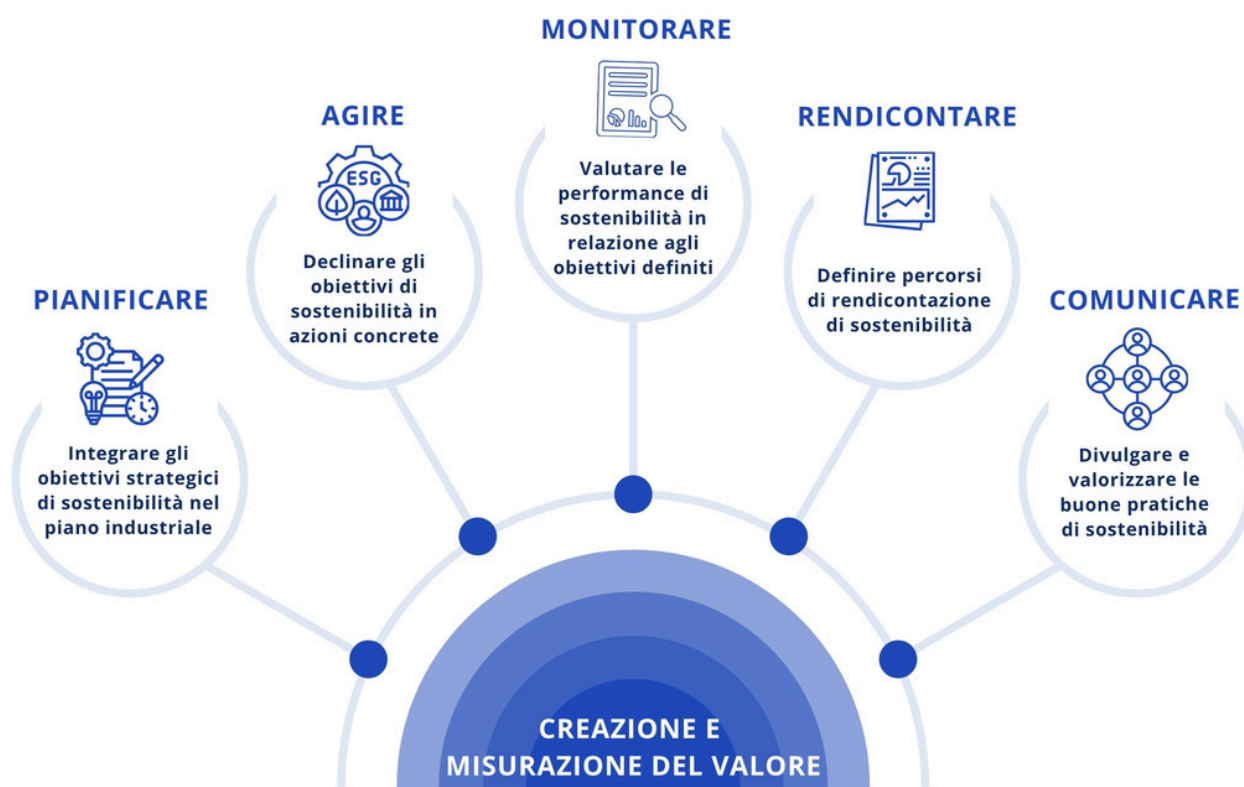 PIANIFICARE
Integrare gli
obiettivi strategici
di sostenibilità nel
piano industriale
AGIRE
ESG
Declinare gli
obiettivi di
sostenibilità in
azioni concrete
MONITORARE
Valutare le
performance di
sostenibilità in
relazione agli
obiettivi definiti
RENDICONTARE
Definire percorsi
di rendicontazione
di sostenibilità
COMUNICARE
Divulgare e
valorizzare le
buone pratiche
di sostenibilità
CREAZIONE E
MISURAZIONE DEL VALORE